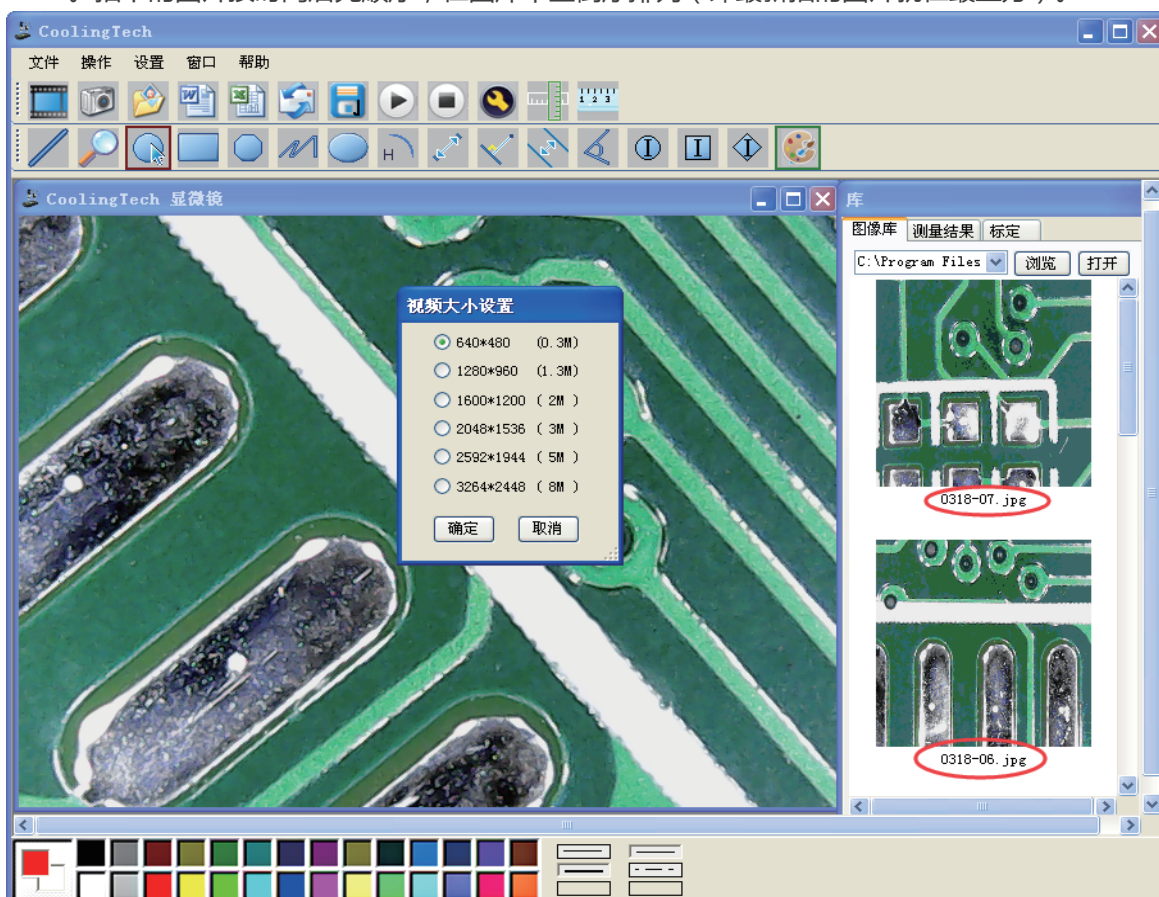 CoolingTech
文件 操作 设置 窗口 帮助
1 2 3
H
I I I
CoolingTech 显微镜
库
图像库 测量结果 标定
C:\Program Files 浏览 打开
视频大小设置
640*480 (0.3M)
1280*960 (1.3M)
1600*1200 ( 2M )
2048*1536 ( 3M )
2592*1944 ( 5M )
3264*2448 ( 8M )
确定 取消
0318-07.jpg
0318-06.jpg